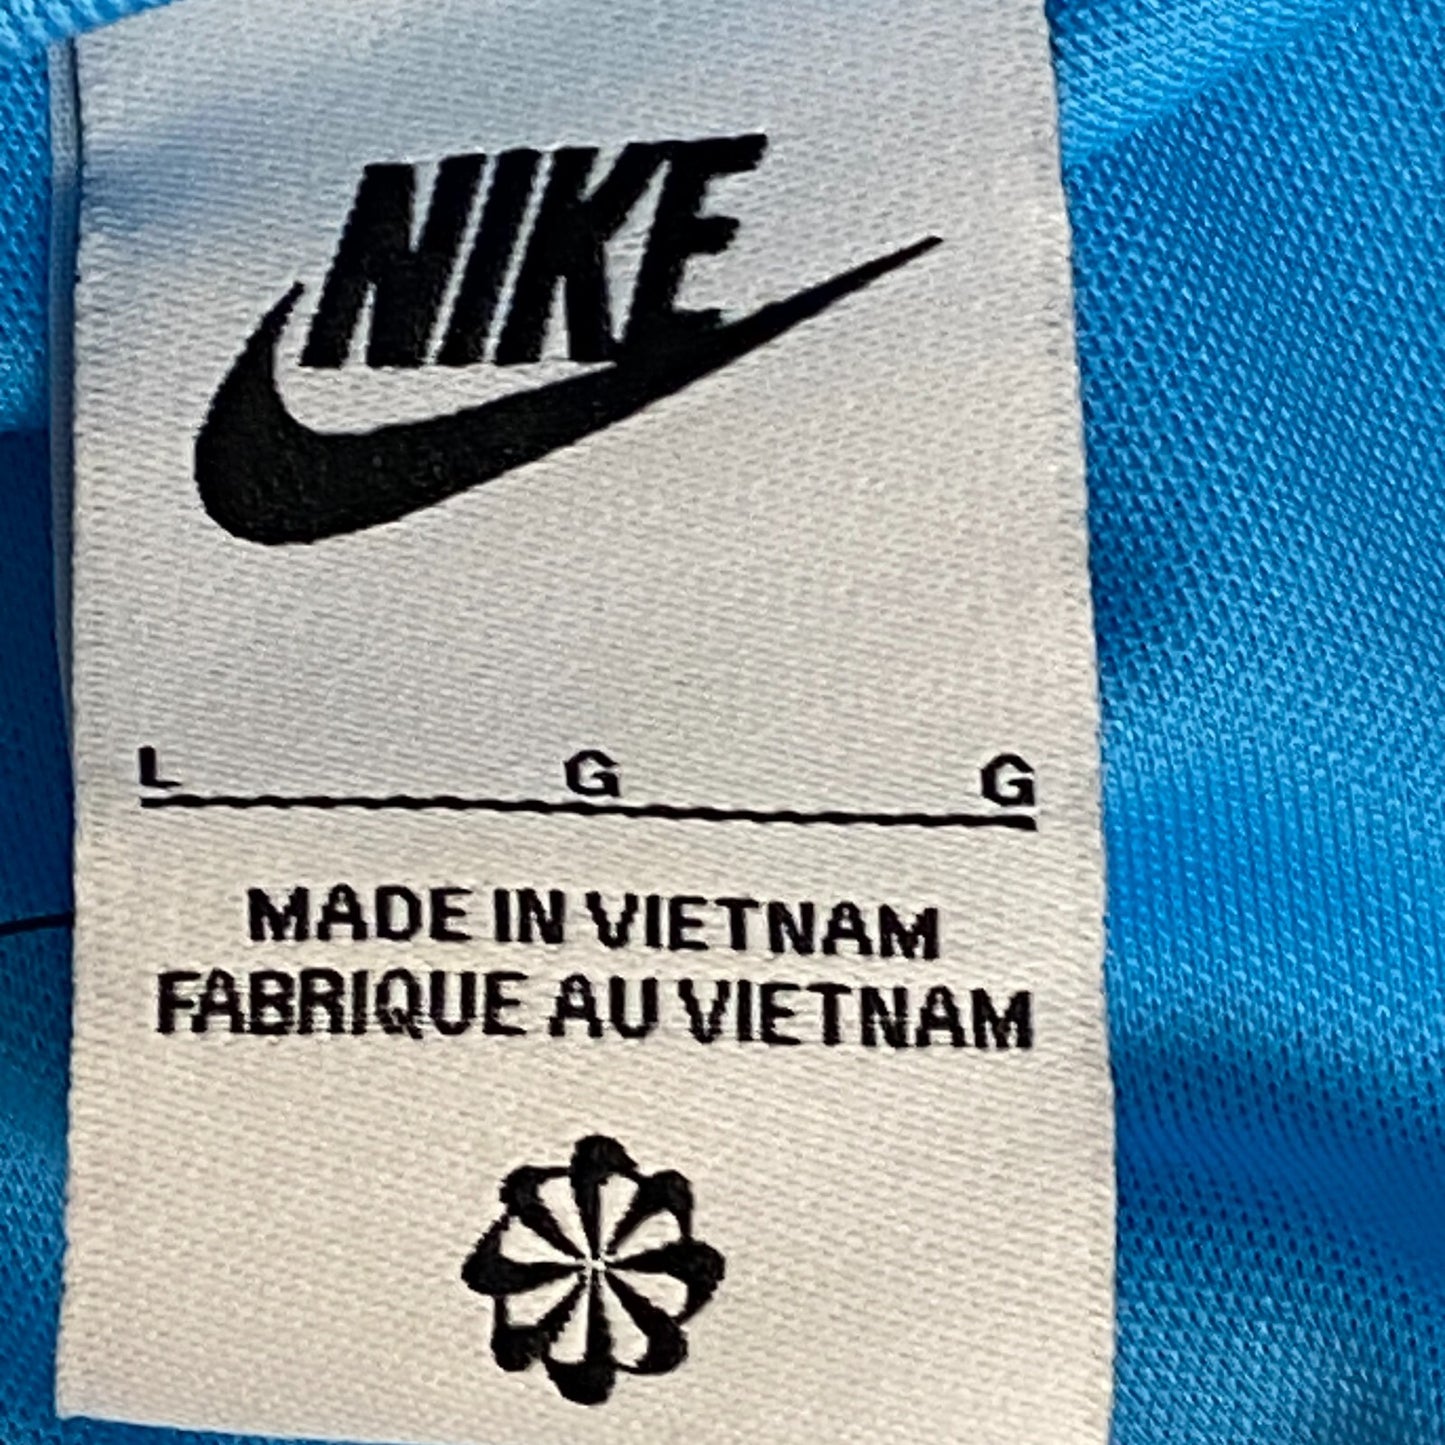 NIKE
L G G
MADE IN VIETNAM
FABRIQUE AU VIETNAM